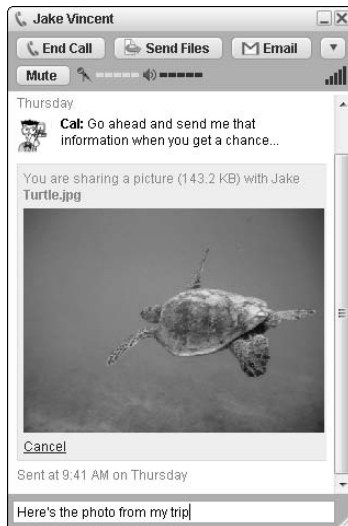 Jake Vincent
End Call Send Files Email
Mute
Thursday
Cal: Go ahead and send me that
information when you get a chance...
You are sharing a picture (143.2 KB) with Jake
Turtle.jpg
Cancel
Sent at 9:41 AM on Thursday
Here's the photo from my trip